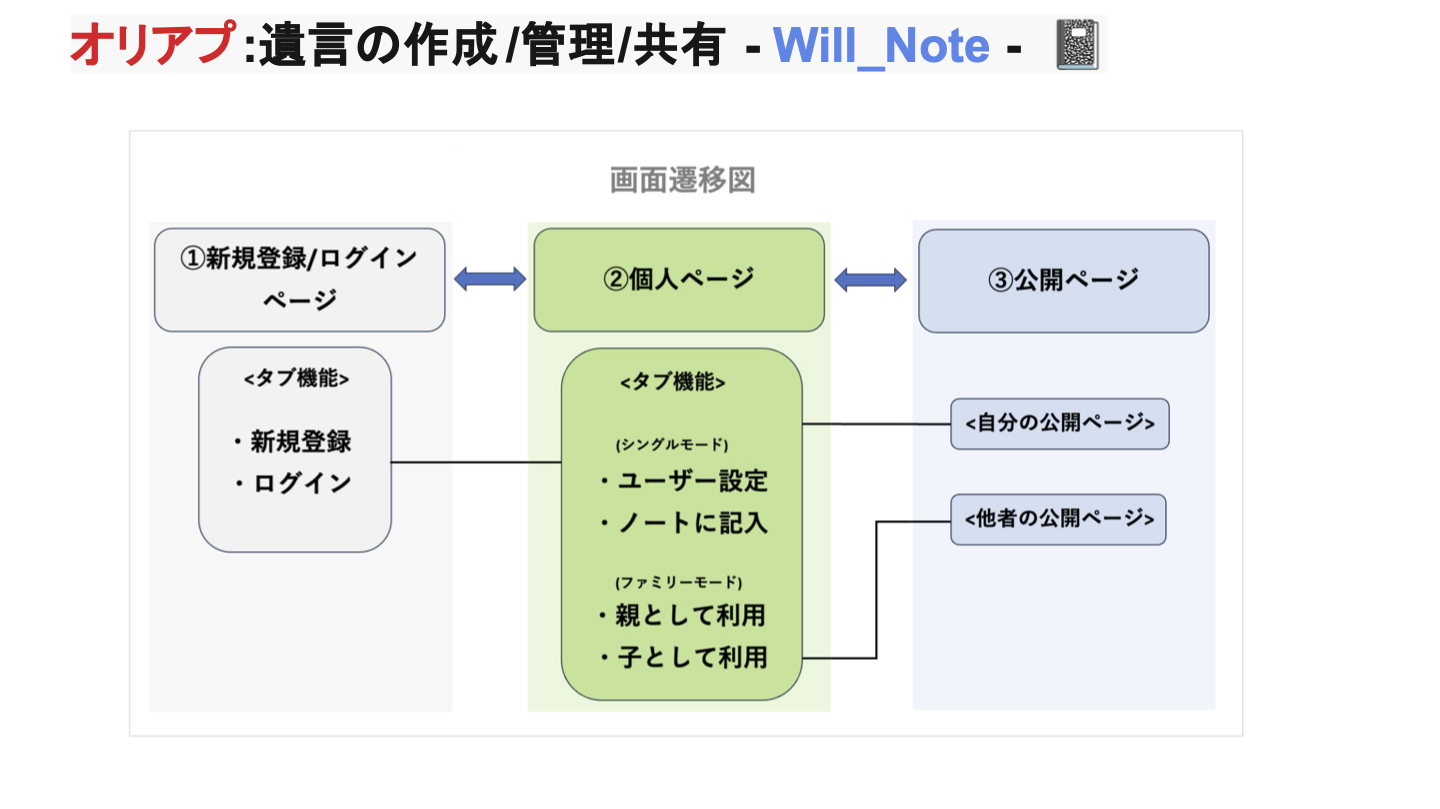 オリアプ:遺言の作成/管理/共有 - Will_Note -
画面遷移図
①新規登録/ログイン
ページ
<タブ機能>
・新規登録
・ログイン
②個人ページ
<タブ機能>
(シングルモード)
・ユーザー設定
・ノートに記入
(ファミリーモード)
・親として利用
・子として利用
③公開ページ
<自分の公開ページ>
<他者の公開ページ>